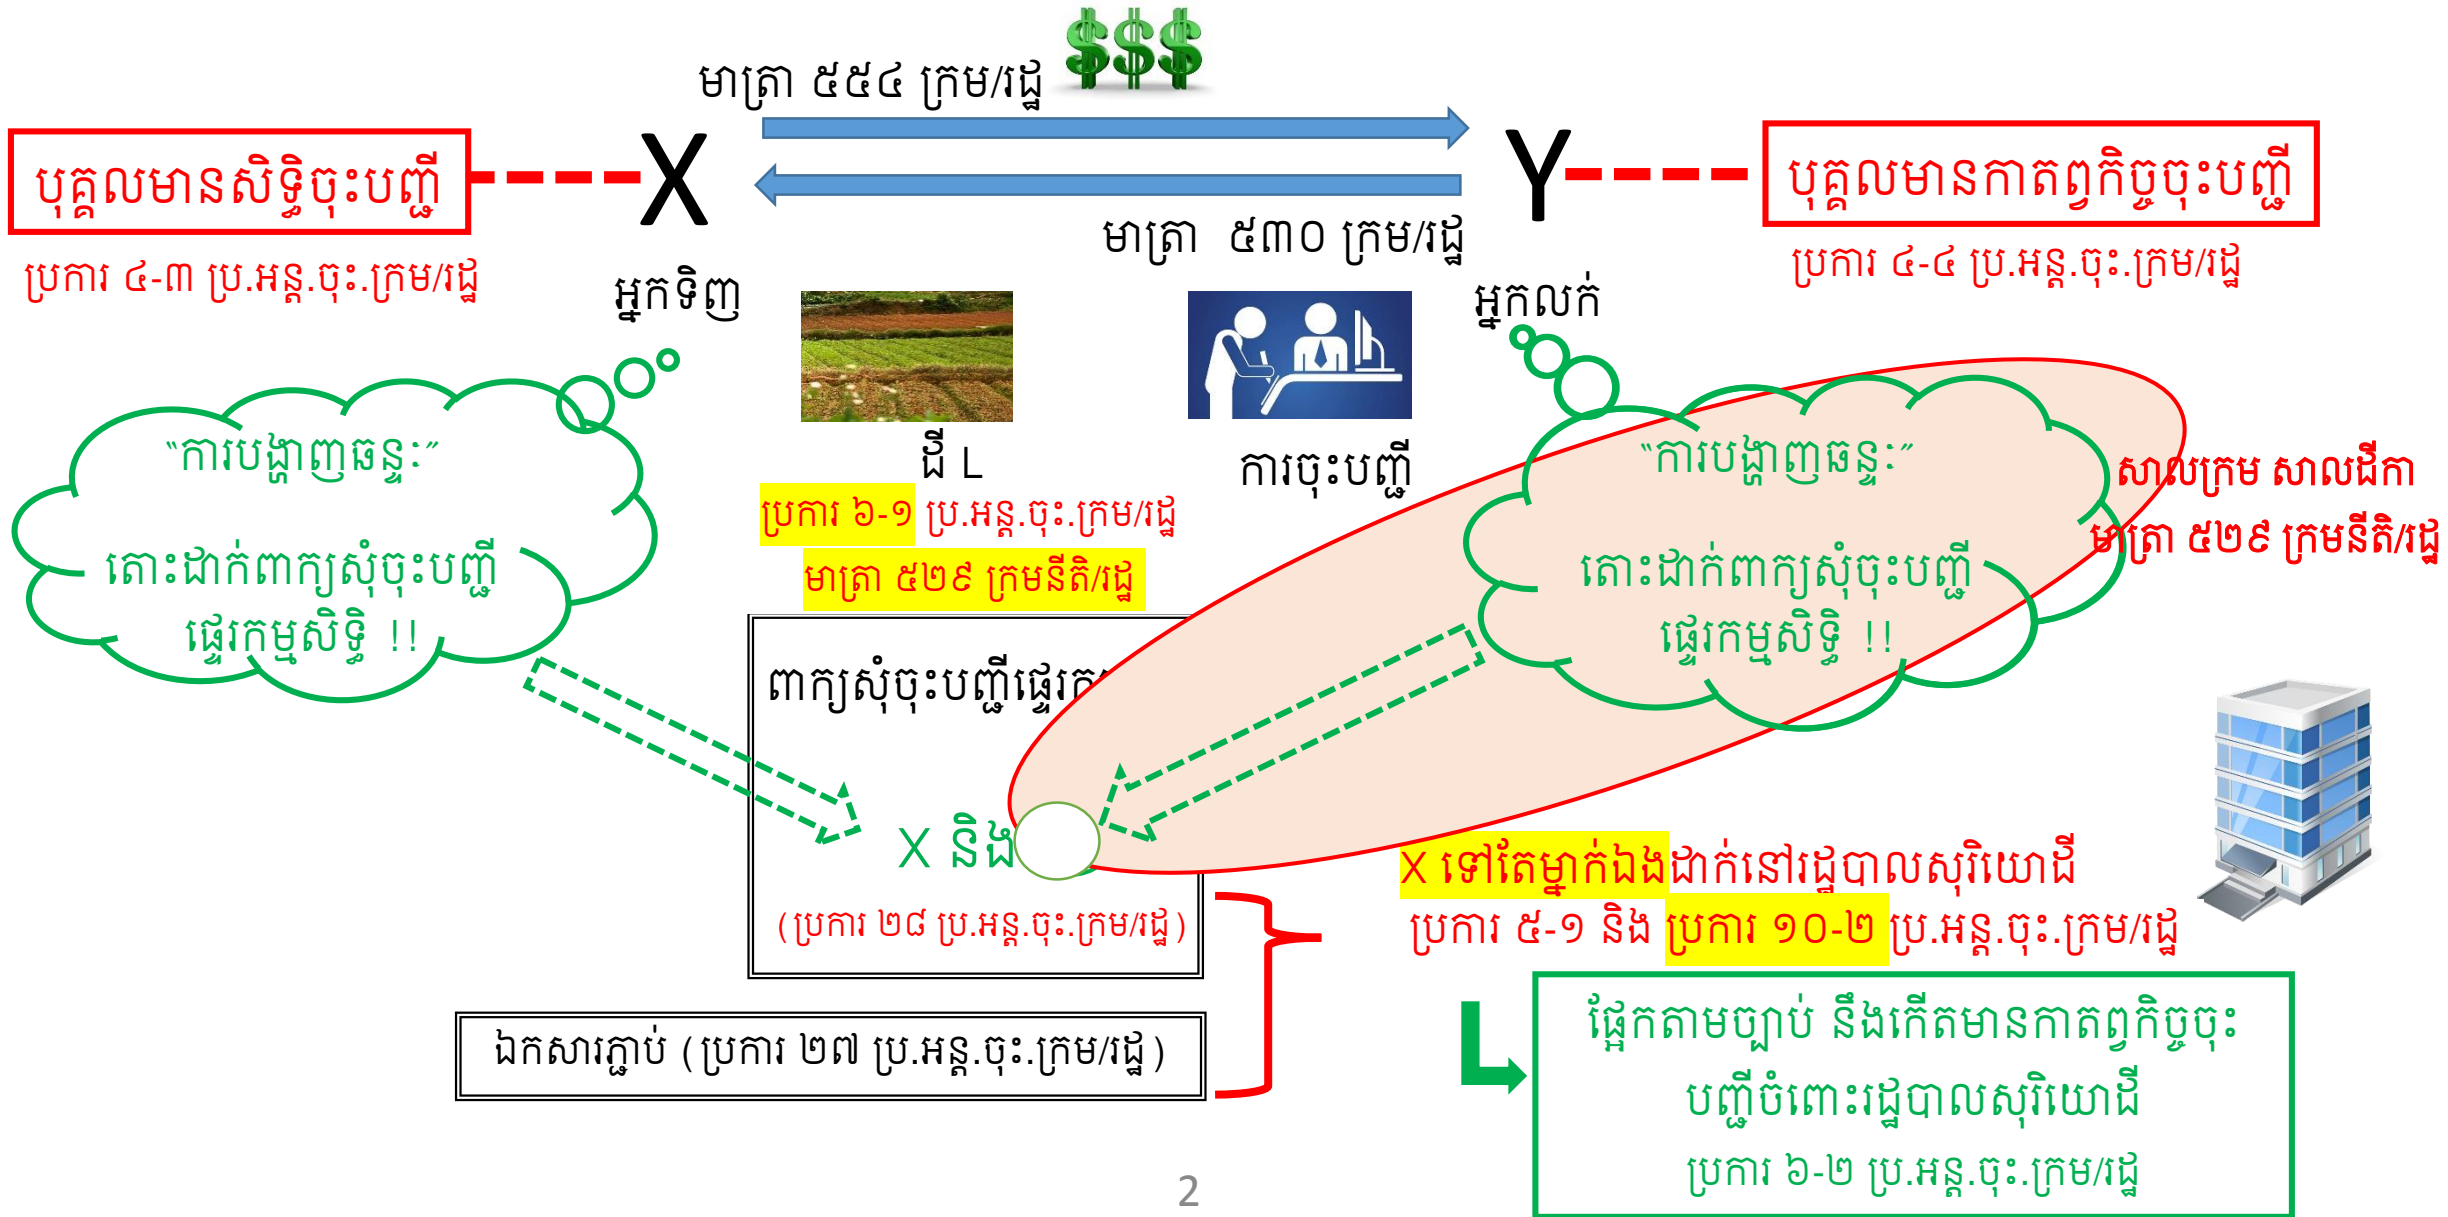 មាត្រា ៥៥៤ ក្រម/រដ្ឋ
$$$
បុគ្គលមានសិទ្ធិចុះបញ្ជី
X
Y
បុគ្គលមានកាតព្វកិច្ចចុះបញ្ជី
ប្រការ ៤-៣ ប្រ.អន្ត.ចុះ.ក្រម/រដ្ឋ
មាត្រា ៥៣០ ក្រម/រដ្ឋ
ប្រការ ៤-៤ ប្រ.អន្ត.ចុះ.ក្រម/រដ្ឋ
អ្នកទិញ
អ្នកលក់
"ការបង្ហាញឆន្ទៈ"
តោះដាក់ពាក្យសុំចុះបញ្ជី
ផ្ទេរកម្មសិទ្ធិ !!
ដី L
ប្រការ ៦-១ ប្រ.អន្ត.ចុះ.ក្រម/រដ្ឋ
មាត្រា ៥២៩ ក្រមនីតិ/រដ្ឋ
ការចុះបញ្ជី
"ការបង្ហាញឆន្ទៈ"
តោះដាក់ពាក្យសុំចុះបញ្ជី
ផ្ទេរកម្មសិទ្ធិ !!
សាលក្រម សាលដីកា
មាត្រា ៥២៩ ក្រមនីតិ/រដ្ឋ
ពាក្យសុំចុះបញ្ជីផ្ទេរ
X និង
(ប្រការ ២៨ ប្រ.អន្ត.ចុះ.ក្រម/រដ្ឋ)
X ទៅតែម្នាក់ឯងដាក់នៅរដ្ឋបាលសុរិយោដី
ប្រការ ៥-១ និង ប្រការ ១០-២ ប្រ.អន្ត.ចុះ.ក្រម/រដ្ឋ
ឯកសារភ្ជាប់ (ប្រការ ២៧ ប្រ.អន្ត.ចុះ.ក្រម/រដ្ឋ)
ផ្អែកតាមច្បាប់ នឹងកើតមានកាតព្វកិច្ចចុះ
បញ្ជីចំពោះរដ្ឋបាលសុរិយោដី
ប្រការ ៦-២ ប្រ.អន្ត.ចុះ.ក្រម/រដ្ឋ
2